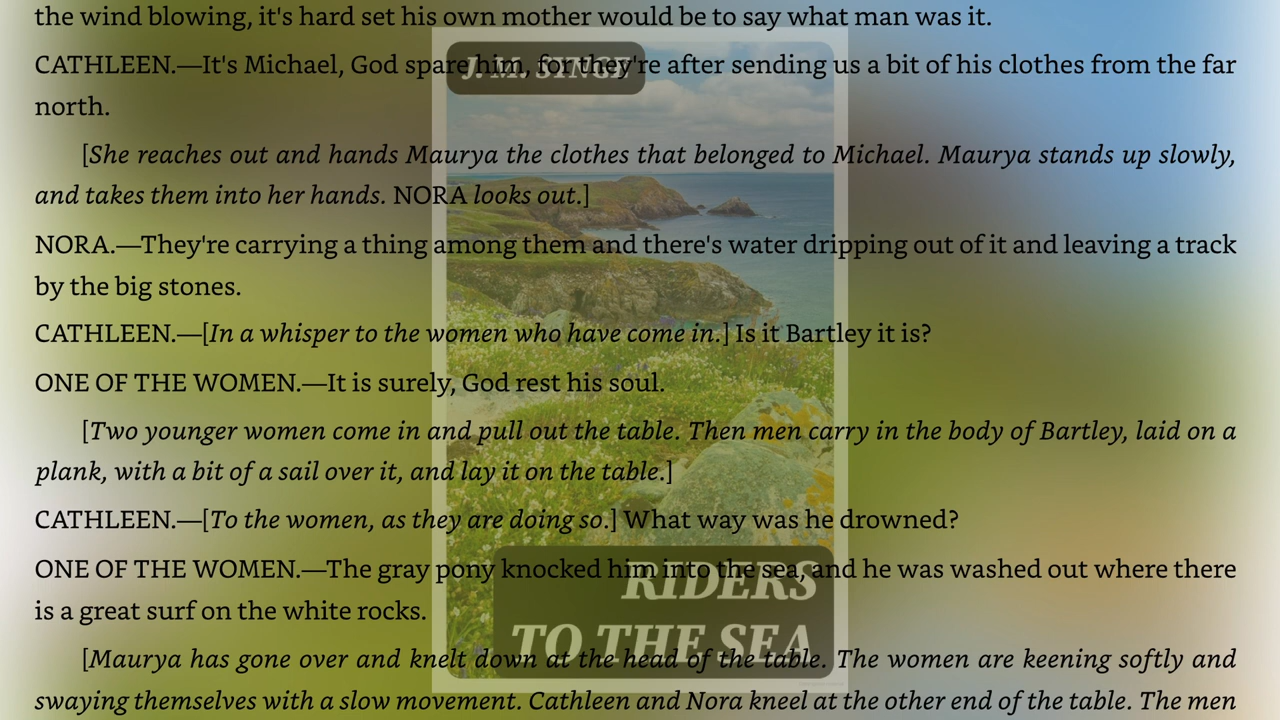 the wind blowing, it's hard set his own mother would be to say what man was it.
CATHLEEN.—It's Michael, God spare him, for they're after sending us a bit of his clothes from the far
north.
[She reaches out and hands Maurya the clothes that belonged to Michael. Maurya stands up slowly,
and takes them into her hands. NORA looks out.]
NORA.—They're carrying a thing among them and there's water dripping out of it and leaving a track
by the big stones.
CATHLEEN.—[In a whisper to the women who have come in.] Is it Bartley it is?
ONE OF THE WOMEN.—It is surely, God rest his soul.
[Two younger women come in and pull out the table. Then men carry in the body of Bartley, laid on a
plank, with a bit of a sail over it, and lay it on the table.]
CATHLEEN.—[To the women, as they are doing so.] What way was he drowned?
ONE OF THE WOMEN.—The gray pony knocked him into the sea, and he was washed out where there
is a great surf on the white rocks.
[Maurya has gone over and knelt down at the head of the table. The women are keening softly and
swaying themselves with a slow movement. Cathleen and Nora kneel at the other end of the table. The men
J. M. SYNGE
RIDERS
TO THE SEA